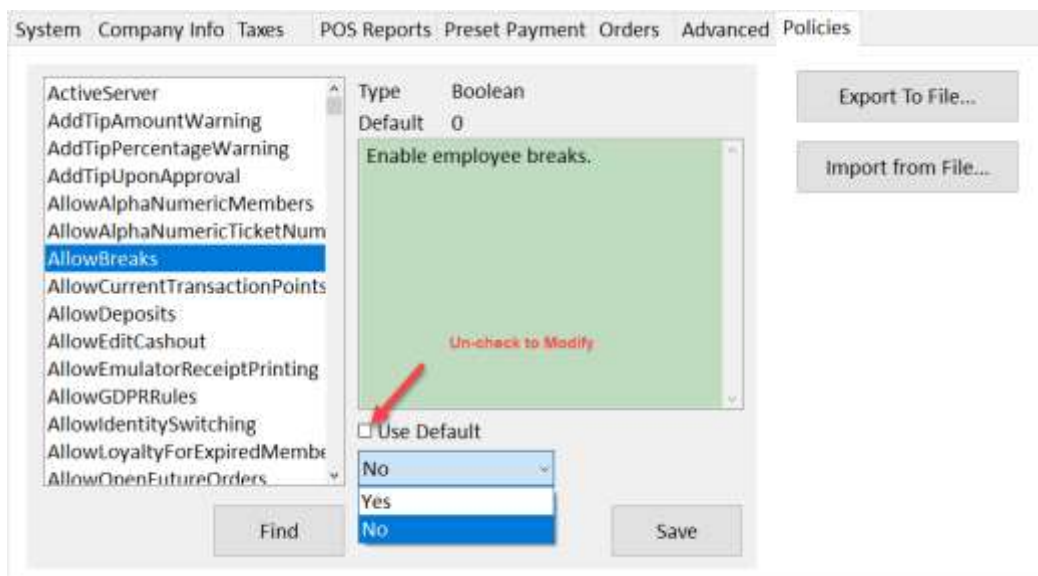 System Company Info Taxes POS Reports Preset Payment Orders Advanced Policies
ActiveServer
AddTipAmountWarning
AddTipPercentageWarning
AddTipUponApproval
AllowAlphaNumericMembers
AllowAlphaNumericTicketNum
AllowBreaks
AllowCurrentTransactionPoints
AllowDeposits
AllowEditCashout
AllowEmulatorReceiptPrinting
AllowGDPRRules
AllowIdentitySwitching
AllowLoyaltyForExpiredMembe
AllowOpenFutureOrders
Find
Type Boolean
Default 0
Enable employee breaks.
Un-check to Modify
Use Default
No
Yes
No
Save
Export To File...
Import from File...